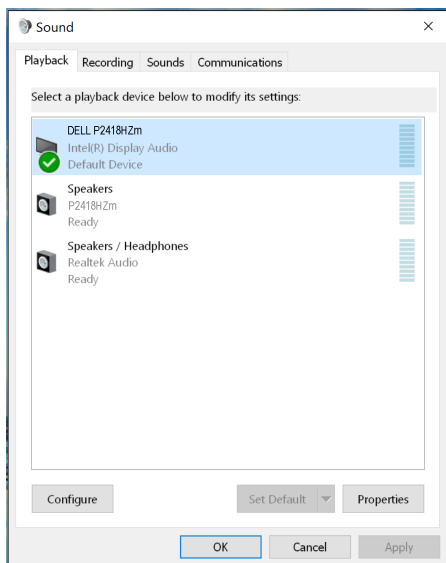 Sound
Playback Recording Sounds Communications
Select a playback device below to modify its settings:
DELL P2418HZm
Intel(R) Display Audio
Default Device
Speakers
P2418HZm
Ready
Speakers / Headphones
Realtek Audio
Ready
Configure Set Default Properties
OK Cancel Apply